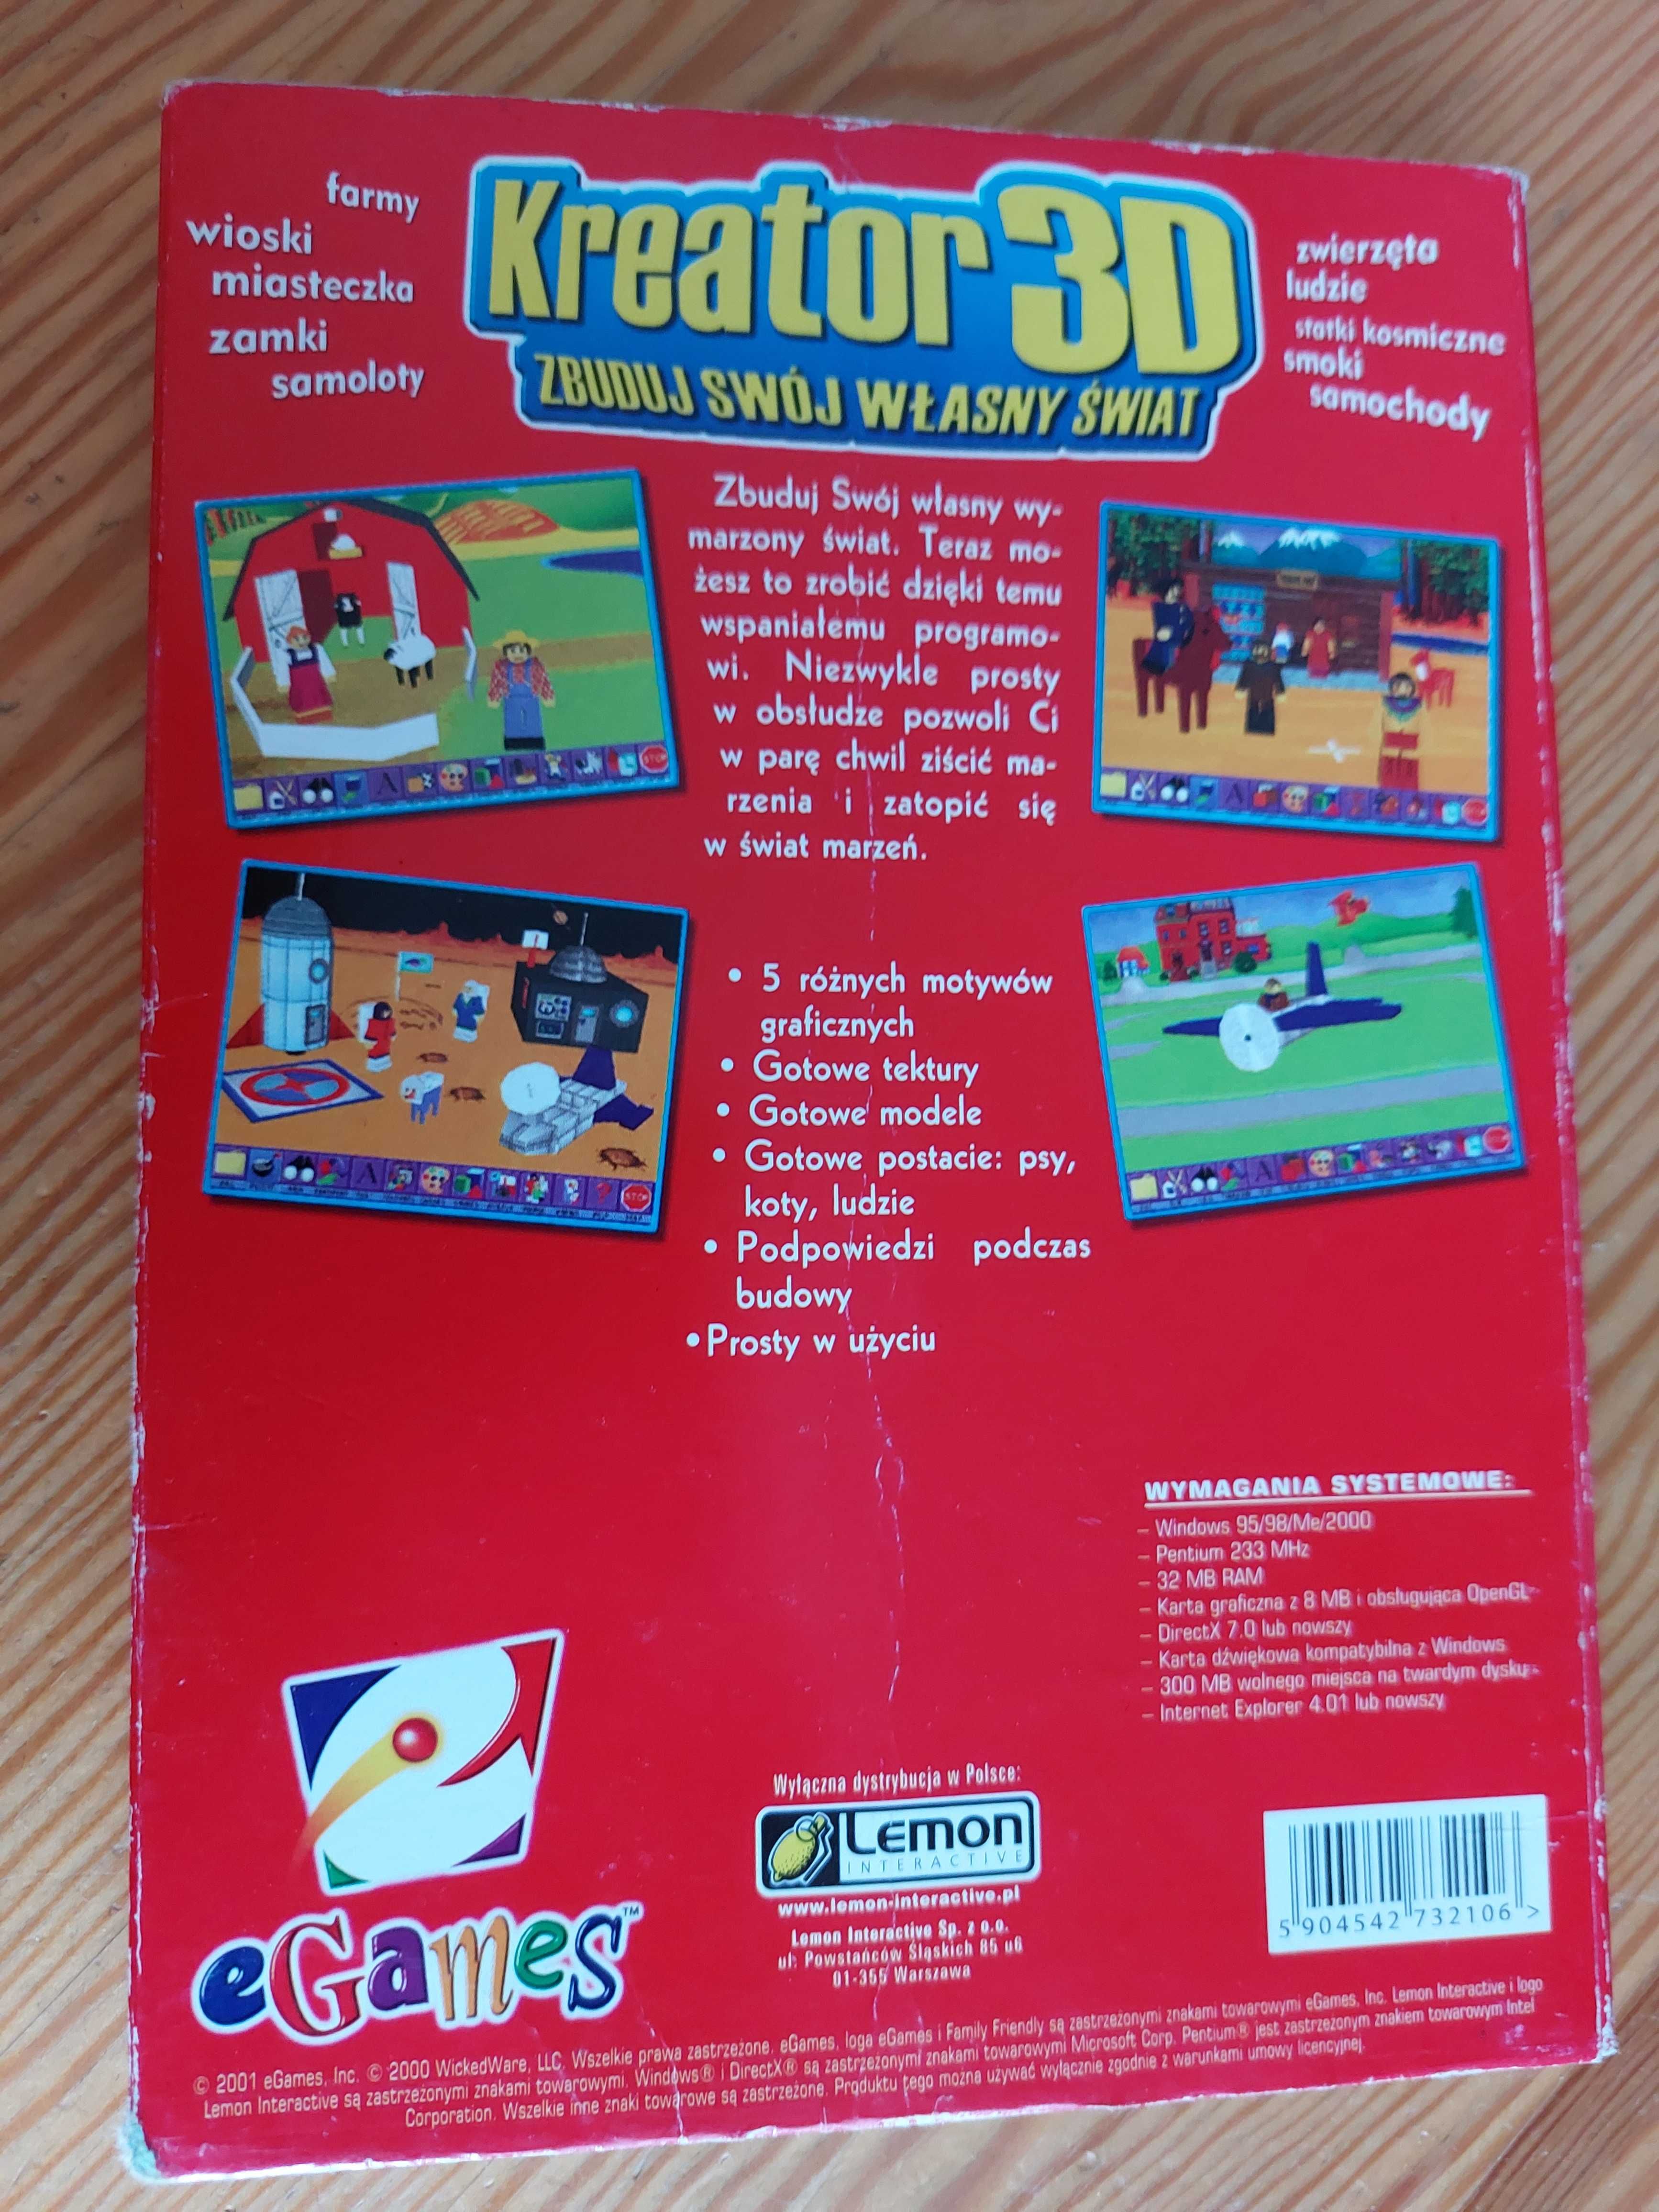 farmy
wioski
miasteczka
zamki
samoloty
Kreator 3D
ZBUDUJ SWÓJ WŁASNY ŚWIAT
zwierzęta
ludzie
statki kosmiczne
smoki
samochody
Zbuduj Swój własny wy-
marzony świat. Teraz mo-
żesz to zrobić dzięki temu
wspaniałemu programo-
wi. Niezwykle prosty
w obsłudze pozwoli Ci
w parę chwil ziścić ma-
rzenia i zatopić się
w świat marzeń.
• 5 różnych motywów
graficznych
• Gotowe tektury
• Gotowe modele
• Gotowe postacie: psy,
koty, ludzie
• Podpowiedzi podczas
budowy
• Prosty w użyciu
STOP
STOP
WYMAGANIA SYSTEMOWE:
– Windows 95/98/Me/2000
– Pentium 233 MHz
– 32 MB RAM
– Karta graficzna z 8 MB i obsługująca OpenGL
– DirectX 7.0 lub nowszy
– Karta dźwiękowa kompatybilna z Windows
– 300 MB wolnego miejsca na twardym dysku
– Internet Explorer 4.01 lub nowszy
eGames™
Wyłączna dystrybucja w Polsce:
LEMON
INTERACTIVE
www.lemon-interactive.pl
Lemon Interactive Sp. z o.o.
ul. Powstańców Śląskich 85 u6
01-355 Warszawa
5 904542 732106 >
© 2001 eGames, Inc. © 2000 WickedWare, LLC. Wszelkie prawa zastrzeżone. eGames, loga eGames i Family Friendly są zastrzeżonymi znakami towarowymi eGames, Inc. Lemon Interactive i logo
Lemon Interactive są zastrzeżonymi znakami towarowymi. Windows® i DirectX® są zastrzeżonymi znakami towarowymi Microsoft Corp. Pentium® jest zastrzeżonym znakiem towarowym Intel
Corporation. Wszelkie inne znaki towarowe są zastrzeżone. Produktu tego można używać wyłącznie zgodnie z warunkami umowy licencyjnej.